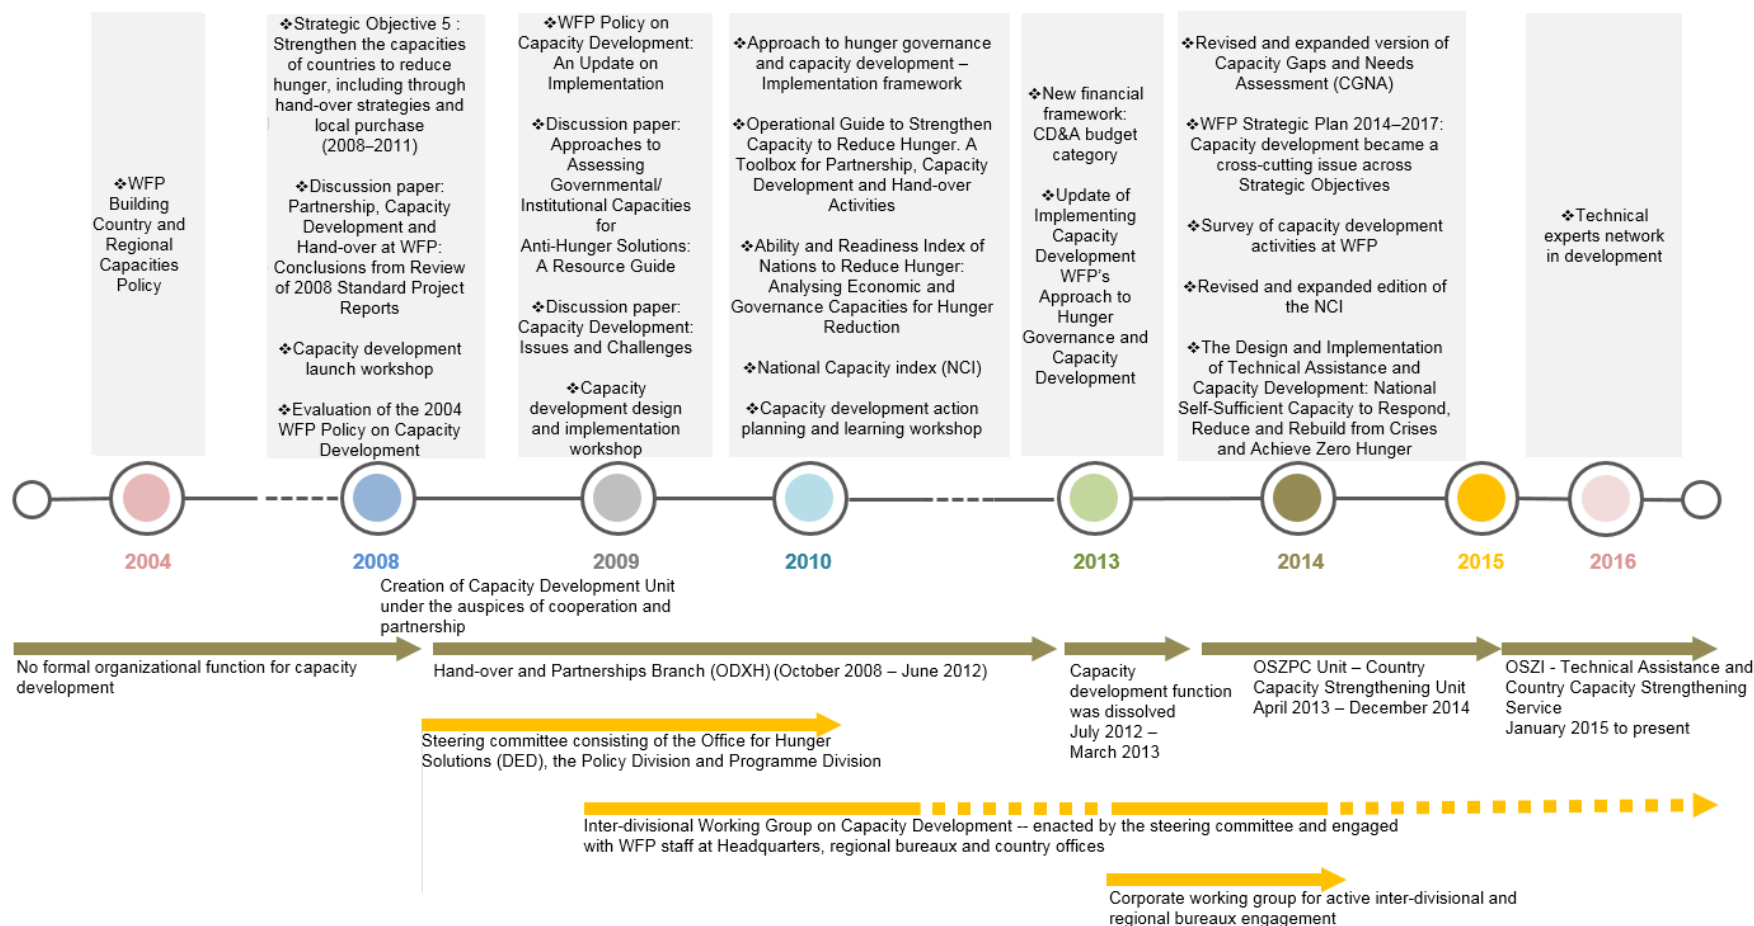 ❖WFP
Building
Country and
Regional
Capacities
Policy
❖Strategic Objective 5 :
Strengthen the capacities
of countries to reduce
hunger, including through
hand-over strategies and
local purchase
(2008–2011)
❖Discussion paper:
Partnership, Capacity
Development and
Hand-over at WFP:
Conclusions from Review
of 2008 Standard Project
Reports
❖Capacity development
launch workshop
❖Evaluation of the 2004
WFP Policy on Capacity
Development
❖WFP Policy on
Capacity Development:
An Update on
Implementation
❖Discussion paper:
Approaches to
Assessing
Governmental/
Institutional Capacities
for
Anti-Hunger Solutions:
A Resource Guide
❖Discussion paper:
Capacity Development:
Issues and Challenges
❖Capacity
development design
and implementation
workshop
❖Approach to hunger governance
and capacity development –
Implementation framework
❖Operational Guide to Strengthen
Capacity to Reduce Hunger. A
Toolbox for Partnership, Capacity
Development and Hand-over
Activities
❖Ability and Readiness Index of
Nations to Reduce Hunger:
Analysing Economic and
Governance Capacities for Hunger
Reduction
❖National Capacity index (NCI)
❖Capacity development action
planning and learning workshop
❖New financial
framework:
CD&A budget
category
❖Update of
Implementing
Capacity
Development
WFP's
Approach to
Hunger
Governance and
Capacity
Development
❖Revised and expanded version of
Capacity Gaps and Needs
Assessment (CGNA)
❖WFP Strategic Plan 2014–2017:
Capacity development became a
cross-cutting issue across
Strategic Objectives
❖Survey of capacity development
activities at WFP
❖Revised and expanded edition of
the NCI
❖The Design and Implementation
of Technical Assistance and
Capacity Development: National
Self-Sufficient Capacity to Respond,
Reduce and Rebuild from Crises
and Achieve Zero Hunger
❖Technical
experts network
in development
2004
2008
2009
2010
2013
2014
2015
2016
Creation of Capacity Development Unit
under the auspices of cooperation and
partnership
No formal organizational function for capacity
development
Hand-over and Partnerships Branch (ODXH) (October 2008 – June 2012)
Capacity
development function
was dissolved
July 2012 –
March 2013
OSZPC Unit – Country
Capacity Strengthening Unit
April 2013 – December 2014
OSZI - Technical Assistance and
Country Capacity Strengthening
Service
January 2015 to present
Steering committee consisting of the Office for Hunger
Solutions (DED), the Policy Division and Programme Division
Inter-divisional Working Group on Capacity Development -- enacted by the steering committee and engaged
with WFP staff at Headquarters, regional bureaux and country offices
Corporate working group for active inter-divisional and
regional bureaux engagement